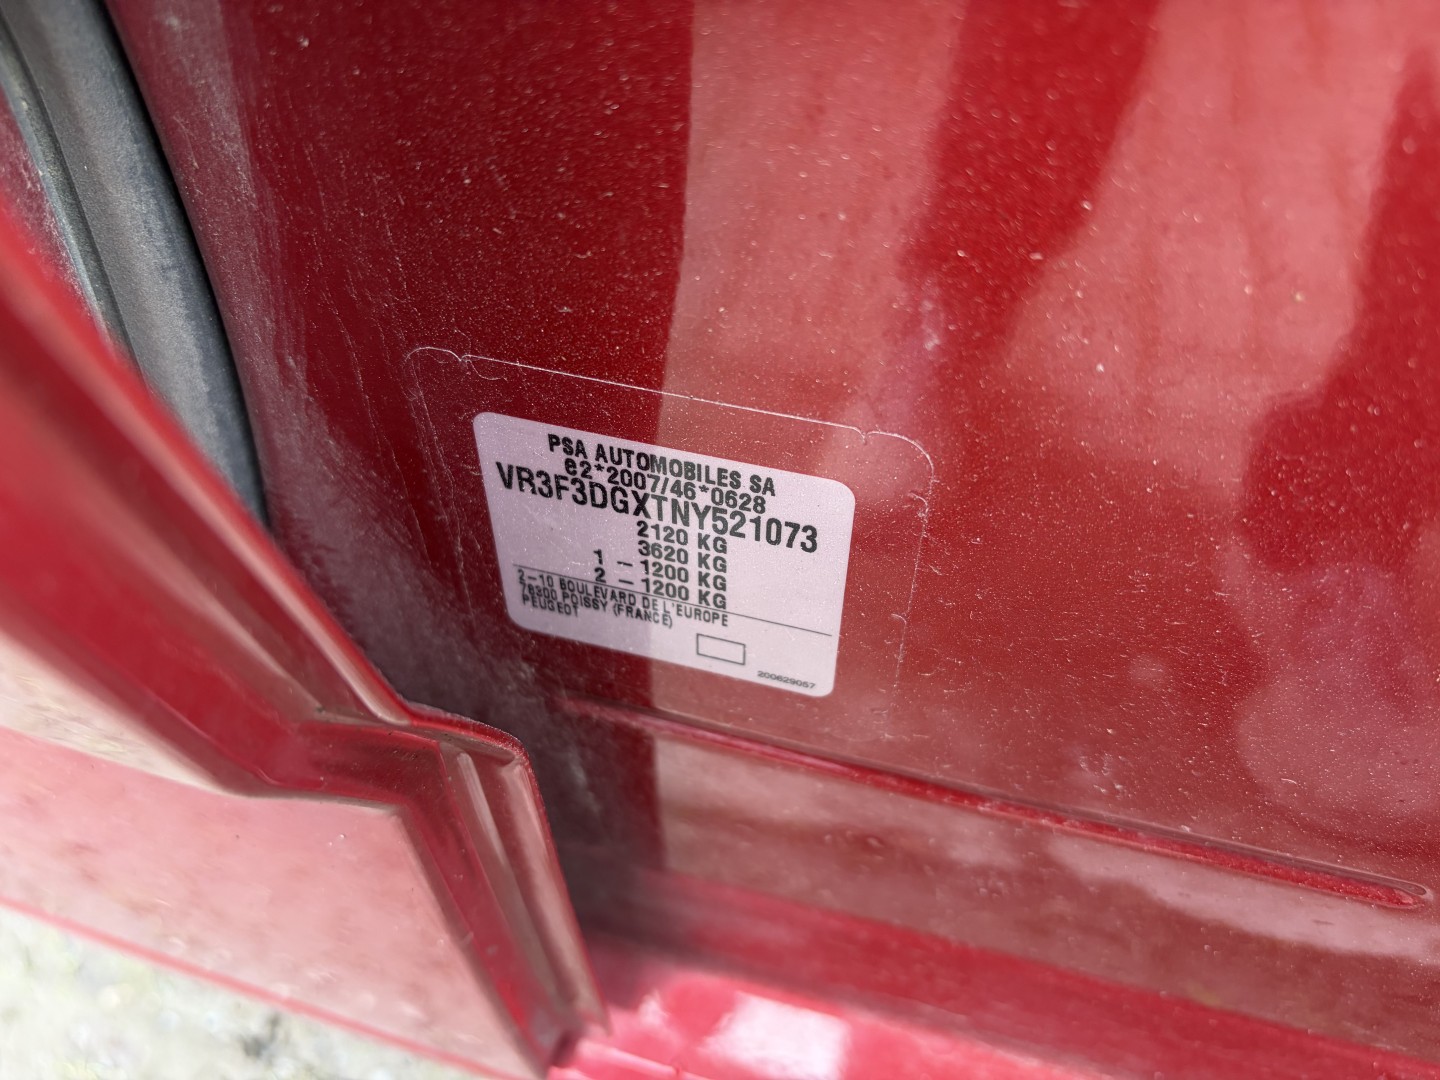 PSA AUTOMOBILES SA
e2*2007/46*0628
VR3F3DGXTNY521073
2120 KG
3620 KG
1 – 1200 KG
2 – 1200 KG
2–10 BOULEVARD DE L'EUROPE
78300 POISSY (FRANCE)
PEUGEOT
200629057